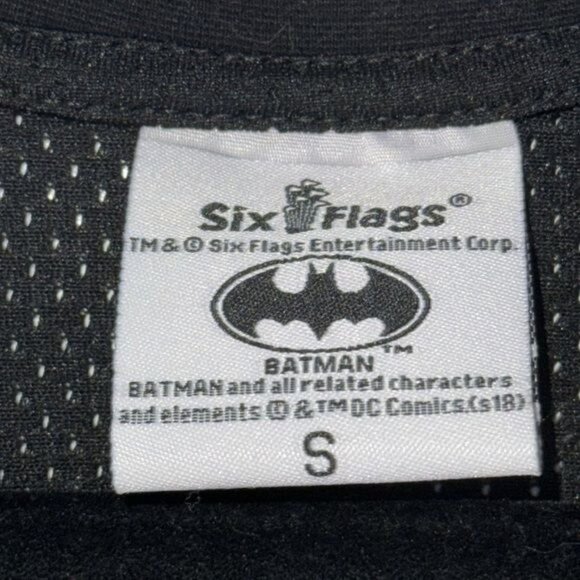 Six Flags®
TM & © Six Flags Entertainment Corp.
BATMAN™
BATMAN and all related characters
and elements © & TM DC Comics.(s18)
S